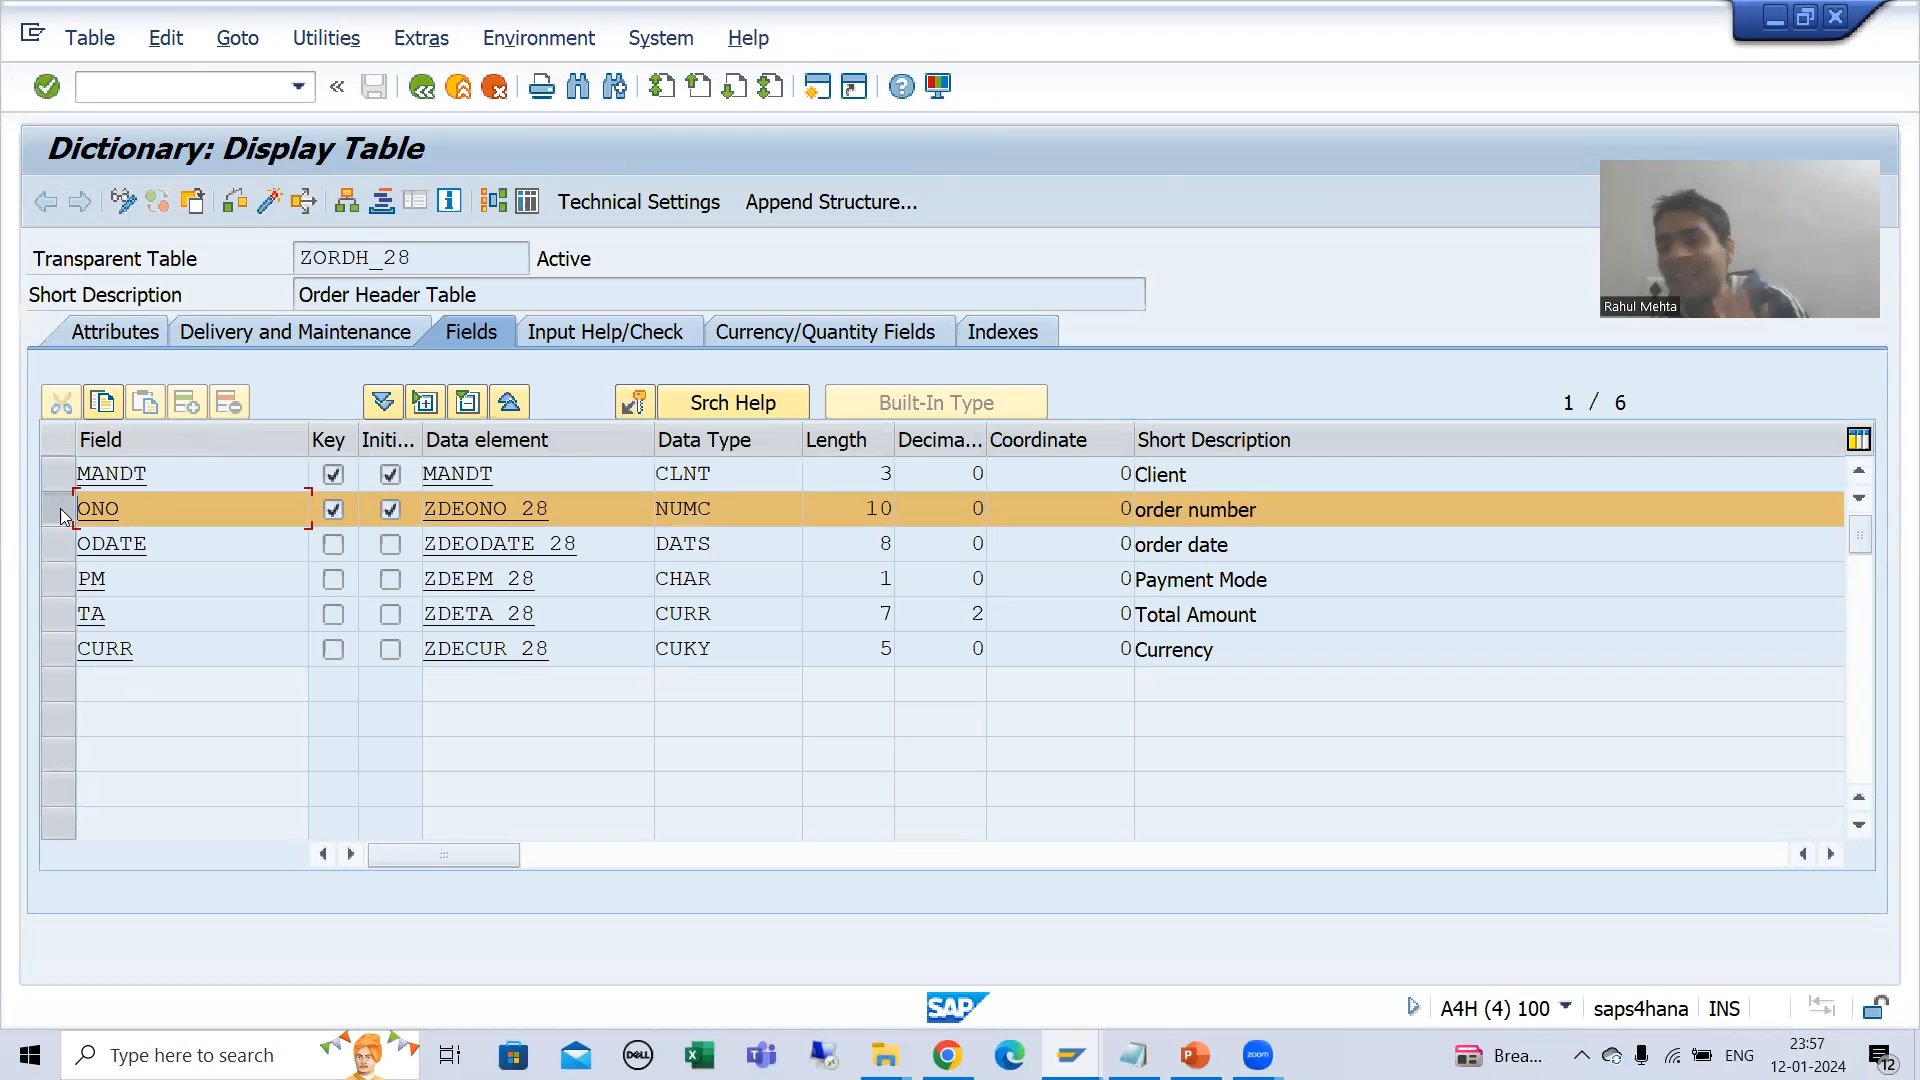 Table Edit Goto Utilities Extras Environment System Help
Dictionary: Display Table
Technical Settings Append Structure...
Transparent Table ZORDH_28 Active
Short Description Order Header Table
Attributes Delivery and Maintenance Fields Input Help/Check Currency/Quantity Fields Indexes
Rahul Mehta
Srch Help Built-In Type 1 / 6
Field Key Initi... Data element Data Type Length Decima... Coordinate Short Description
MANDT MANDT CLNT 3 0 0 Client
ONO ZDEONO_28 NUMC 10 0 0 order number
ODATE ZDEODATE_28 DATS 8 0 0 order date
PM ZDEPM_28 CHAR 1 0 0 Payment Mode
TA ZDETA_28 CURR 7 2 0 Total Amount
CURR ZDECUR_28 CUKY 5 0 0 Currency
SAP A4H (4) 100 saps4hana INS
Type here to search DELL zoom Brea... ENG 23:57
12-01-2024 12